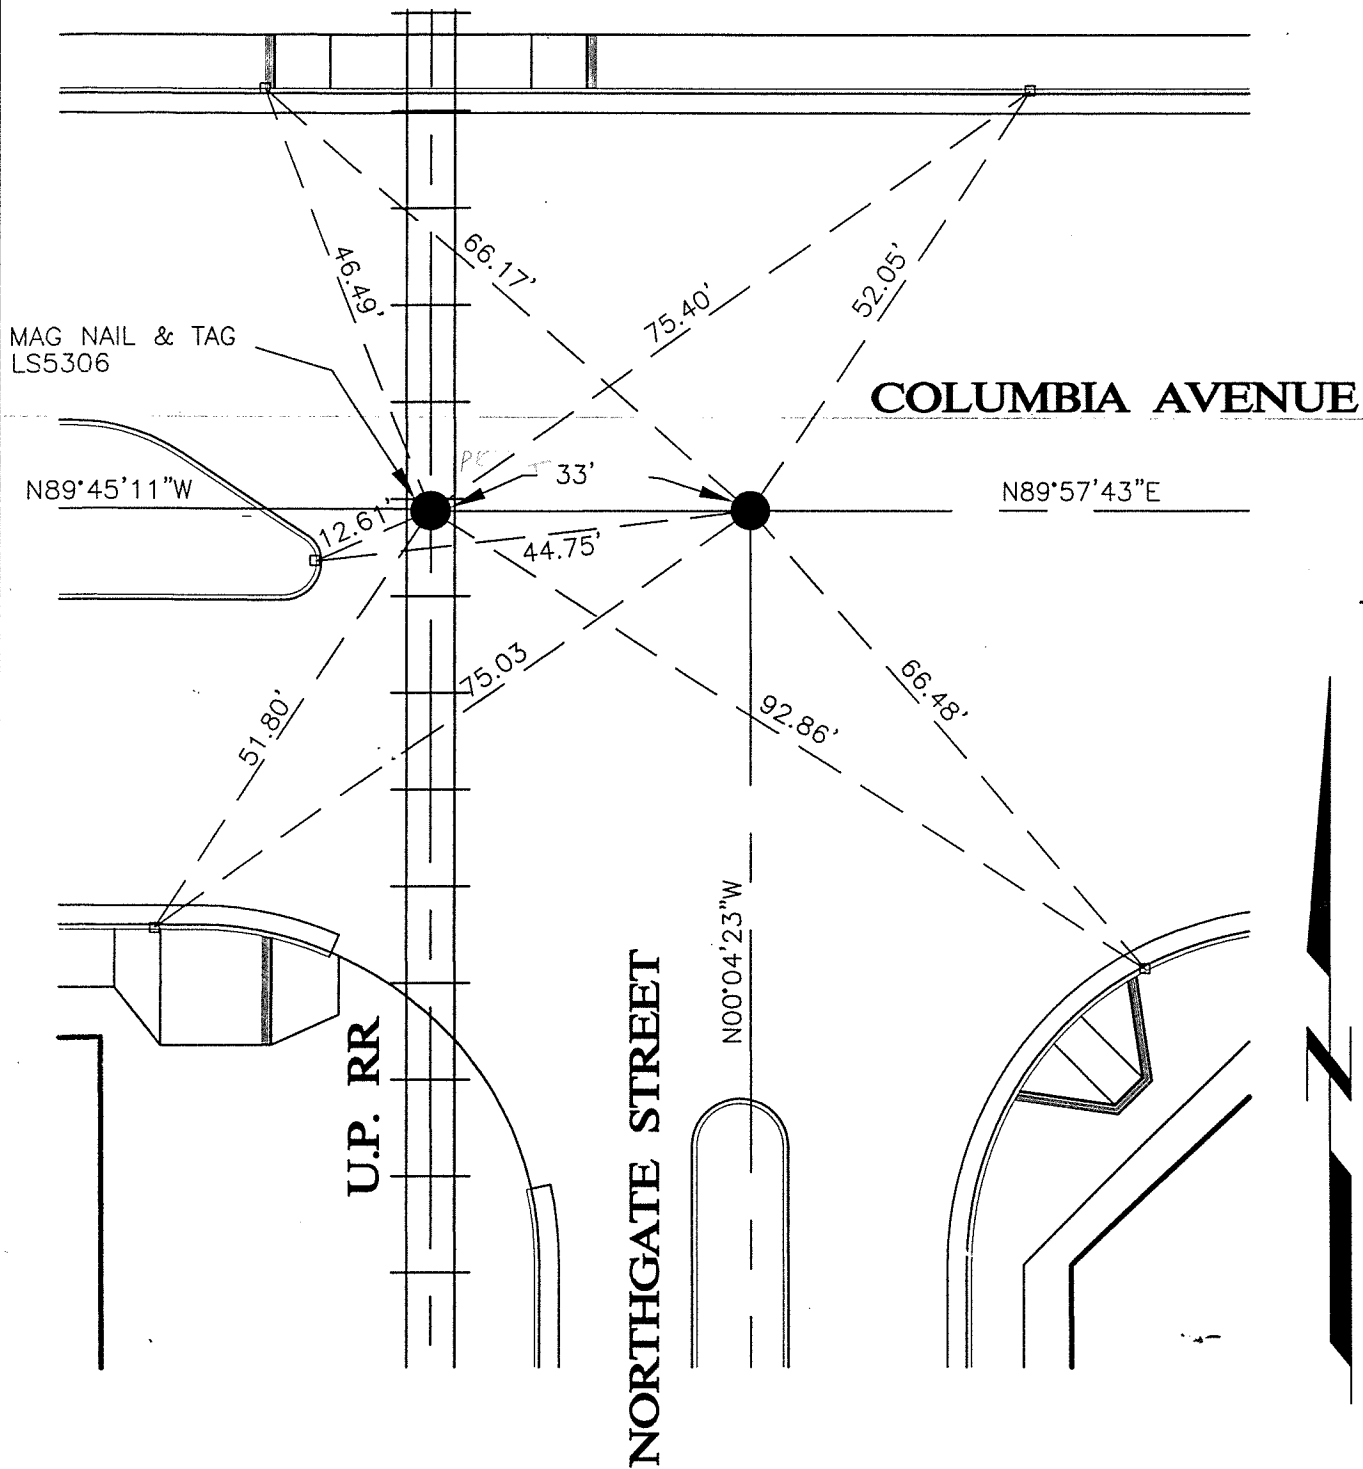 66.17'
46.49'
75.40'
52.05'
MAG NAIL & TAG
LS5306
COLUMBIA AVENUE
33'
N89°45'11"W
N89°57'43"E
12.61'
44.75'
75.03
66.48'
92.86'
51.80'
N00°04'23"W
U.P. RR
NORTHGATE STREET
N